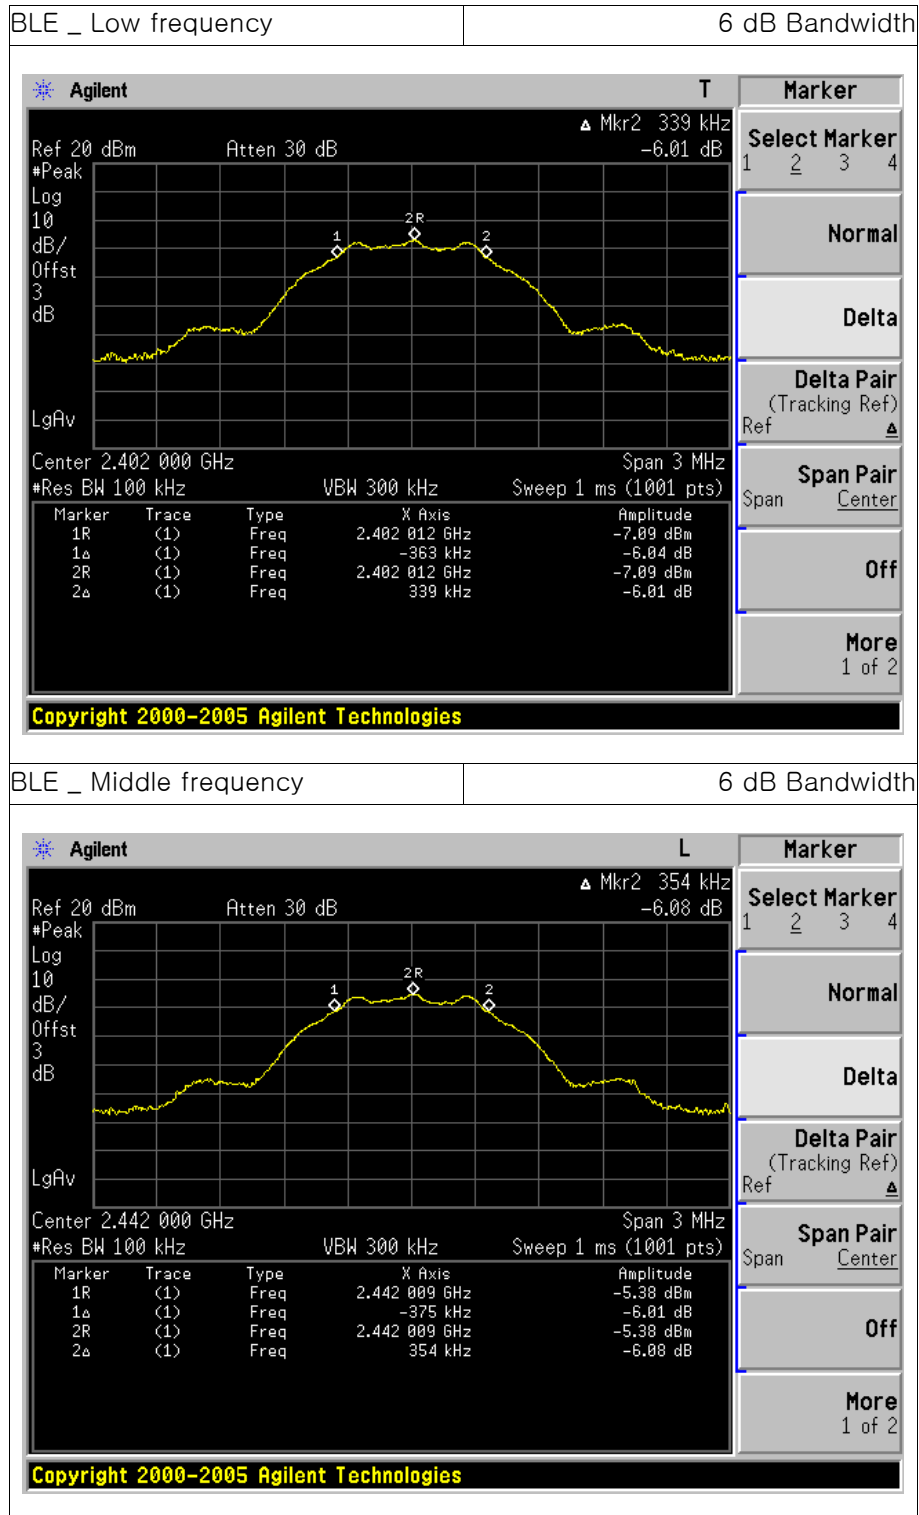 BLE _ Low frequency 6 dB Bandwidth
Agilent T Marker
Δ Mkr2 339 kHz
Ref 20 dBm Atten 30 dB -6.01 dB
Select Marker
1 2 3 4
#Peak
Log
10
dB/
Offst
3
dB
LgAv
1
2R
2
Normal
Delta
Delta Pair
(Tracking Ref)
Ref Δ
Center 2.402 000 GHz Span 3 MHz
#Res BW 100 kHz VBW 300 kHz Sweep 1 ms (1001 pts)
Span Pair
Span Center
Marker Trace Type X Axis Amplitude
1R (1) Freq 2.402 012 GHz -7.09 dBm
1Δ (1) Freq -363 kHz -6.04 dB
2R (1) Freq 2.402 012 GHz -7.09 dBm
2Δ (1) Freq 339 kHz -6.01 dB
Off
More
1 of 2
Copyright 2000-2005 Agilent Technologies
BLE _ Middle frequency 6 dB Bandwidth
Agilent L Marker
Δ Mkr2 354 kHz
Ref 20 dBm Atten 30 dB -6.08 dB
Select Marker
1 2 3 4
#Peak
Log
10
dB/
Offst
3
dB
LgAv
1
2R
2
Normal
Delta
Delta Pair
(Tracking Ref)
Ref Δ
Center 2.442 000 GHz Span 3 MHz
#Res BW 100 kHz VBW 300 kHz Sweep 1 ms (1001 pts)
Span Pair
Span Center
Marker Trace Type X Axis Amplitude
1R (1) Freq 2.442 009 GHz -5.38 dBm
1Δ (1) Freq -375 kHz -6.01 dB
2R (1) Freq 2.442 009 GHz -5.38 dBm
2Δ (1) Freq 354 kHz -6.08 dB
Off
More
1 of 2
Copyright 2000-2005 Agilent Technologies